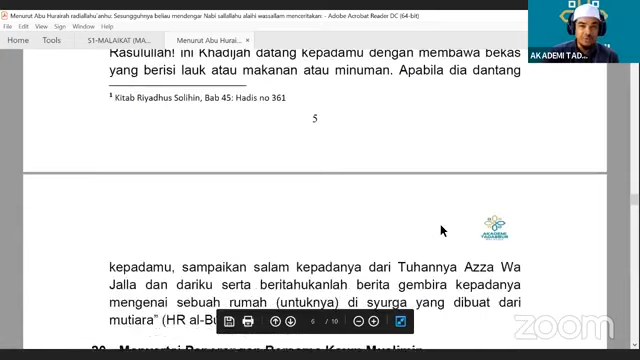 Menurut Abu Hurairah radiallahu'anhu: Sesungguhnya beliau mendengar Nabi sallallahu alaihi wassallam menceritakan: - Adobe Acrobat Reader DC (64-bit)
File Edit View Sign Window Help
Home Tools S1-MALAIKAT (MA... Menurut Abu Hurai... ×
Rasulullah! Ini Khadijah datang kepadamu dengan membawa bekas
yang berisi lauk atau makanan atau minuman. Apabila dia dantang
1 Kitab Riyadhus Solihin, Bab 45: Hadis no 361
5
AKADEMI TAD...
AKADEMI
TADABBUR
kepadamu, sampaikan salam kepadanya dari Tuhannya Azza Wa
Jalla dan dariku serta beritahukanlah berita gembira kepadanya
mengenai sebuah rumah (untuknya) di syurga yang dibuat dari
mutiara" (HR al-Bu
6 / 10
zoom